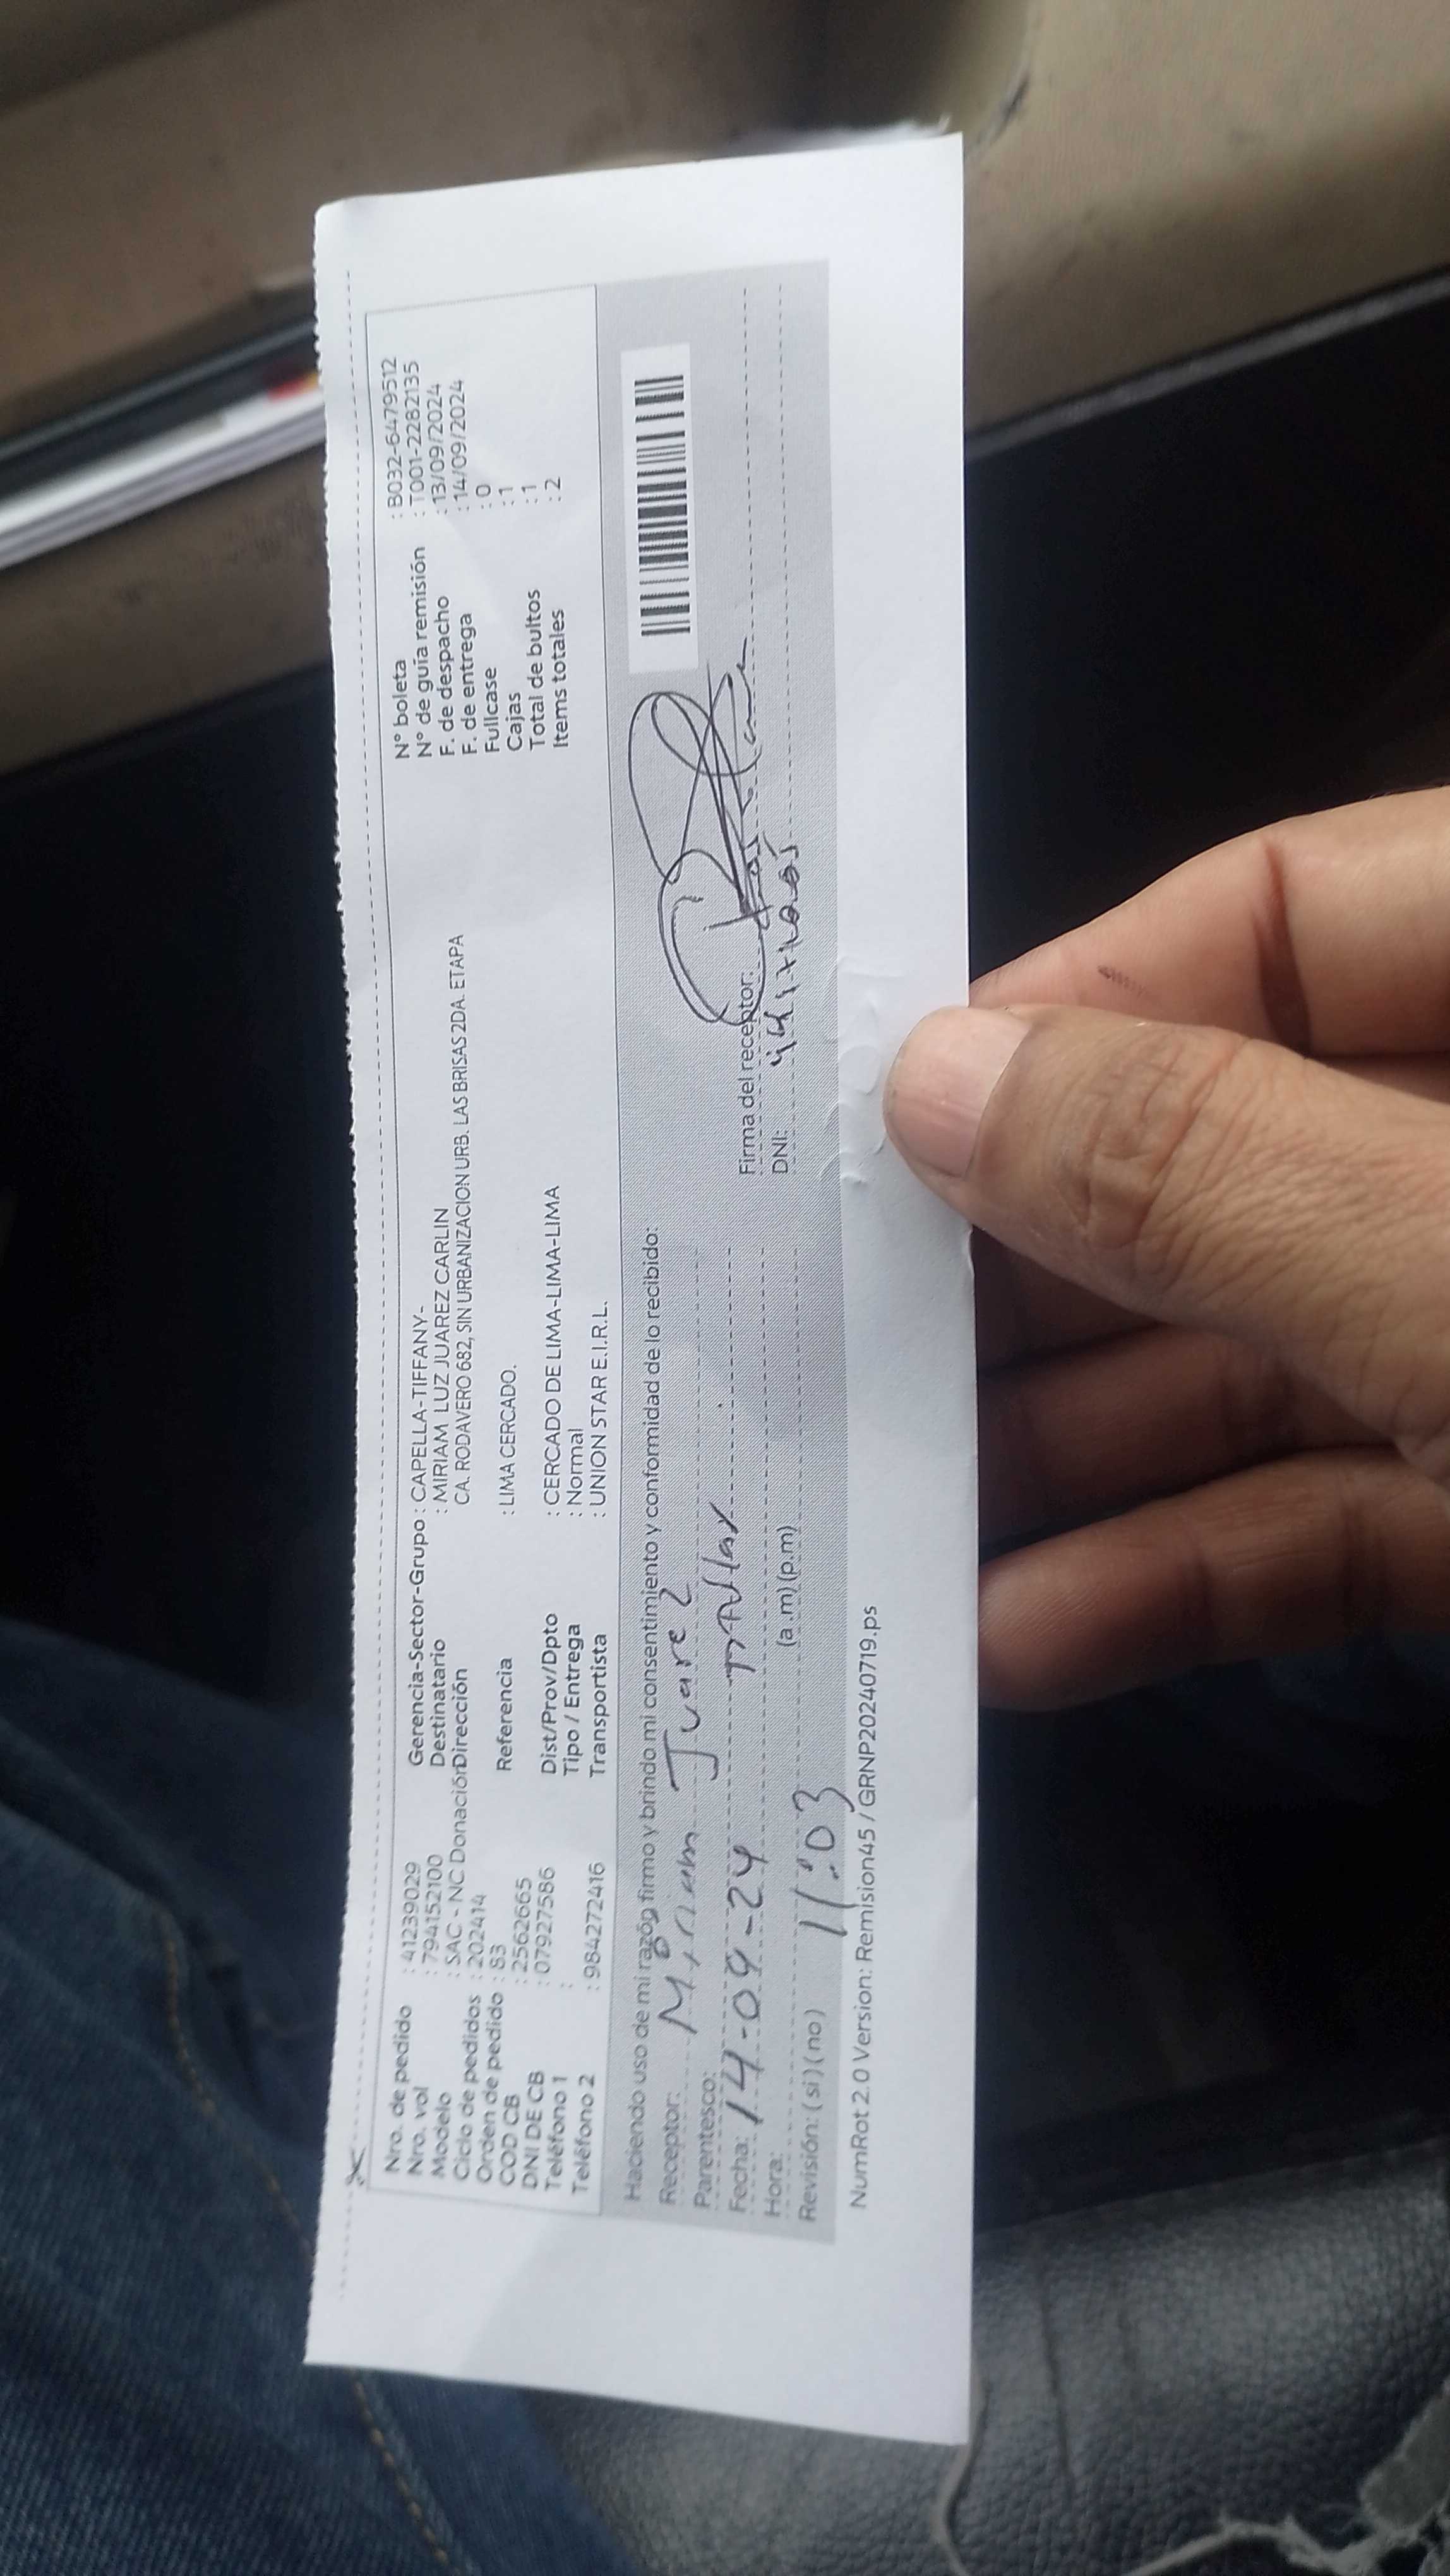 Nro. de pedido : 41239029
Nro. vol : 794152100
Modelo : SAC - NC Donación
Ciclo de pedidos : 202414
Orden de pedido : 83
COD CB : 2562665
DNI DE CB : 07927586
Teléfono 1 :
Teléfono 2 : 984272416
Gerencia-Sector-Grupo : CAPELLA-TIFFANY-
Destinatario : MIRIAM LUZ JUAREZ CARLIN
Dirección CA. RODAVERO 682, SIN URBANIZACION URB. LAS BRISAS 2DA. ETAPA
Referencia : LIMA CERCADO.
Dist/Prov/Dpto : CERCADO DE LIMA-LIMA-LIMA
Tipo / Entrega : Normal
Transportista : UNION STAR E.I.R.L.
N° boleta : B032-6479512
N° de guía remisión : T001-2282135
F. de despacho : 13/09/2024
F. de entrega : 14/09/2024
Fullcase : 0
Cajas : 1
Total de bultos : 1
Items totales : 2
Haciendo uso de mi razón firmo y brindo mi consentimiento y conformidad de lo recibido:
Receptor: Miriam Juarez
Parentesco:
Fecha: 14-09-24
Hora: 11:03 (a.m) (p.m)
Revisión: (si) (no)
Firma del receptor:
DNI:
NumRot 2.0 Version: Remision45 / GRNP20240719.ps